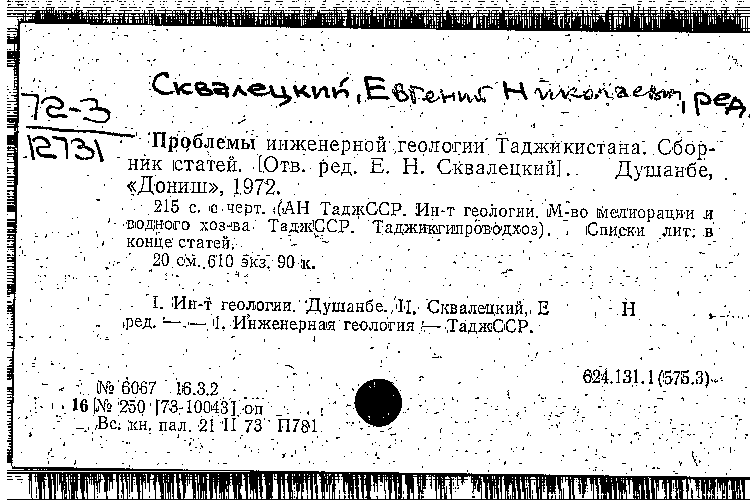 Сквалецкий, Евгений Николаевич, ред.
72-3
12731
Проблемы инженерной геологии Таджикистана. Сбор-
ник статей. [Отв. ред. Е. Н. Сквалецкий]. Душанбе,
«Дониш», 1972.
215 с. с черт. (АН ТаджССР. Ин-т геологии. М-во мелиорации и
водного хоз-ва ТаджССР. Таджикгипроводхоз). Списки лит. в
конце статей.
20 см. 610 экз. 90 к.
I. Ин-т геологии. Душанбе. II. Сквалецкий, Е Н
ред. — — 1. Инженерная геология — ТаджССР.
624.131.1(575.3)
№ 6067 16.3.2
16 № 250 [73-10043] оп
Вс. кн. пал. 21 II 73 П781